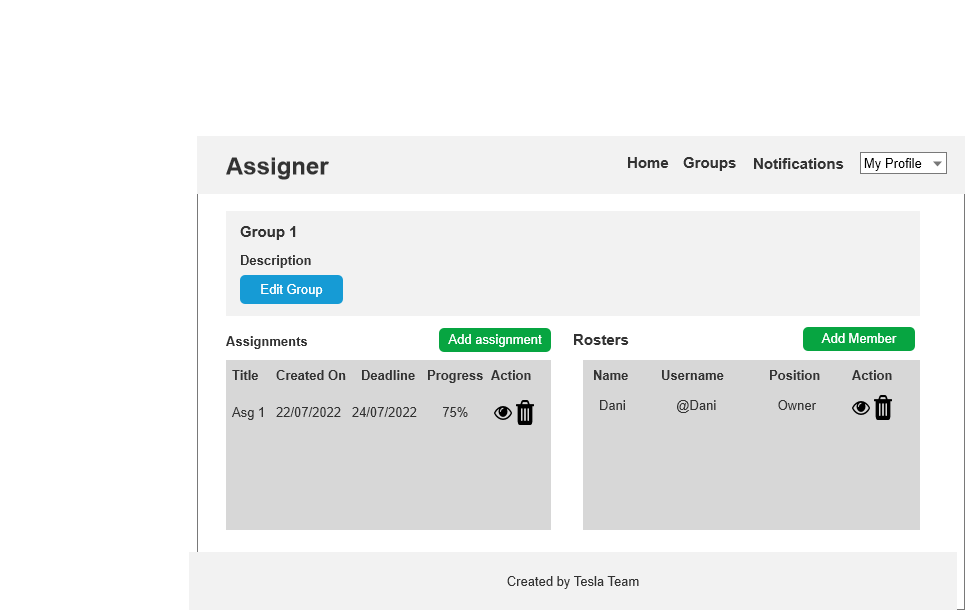 Assigner
Home Groups Notifications My Profile
Group 1
Description
Edit Group
Assignments Add assignment
Title Created On Deadline Progress Action
Asg 1 22/07/2022 24/07/2022 75%
Rosters Add Member
Name Username Position Action
Dani @Dani Owner
Created by Tesla Team